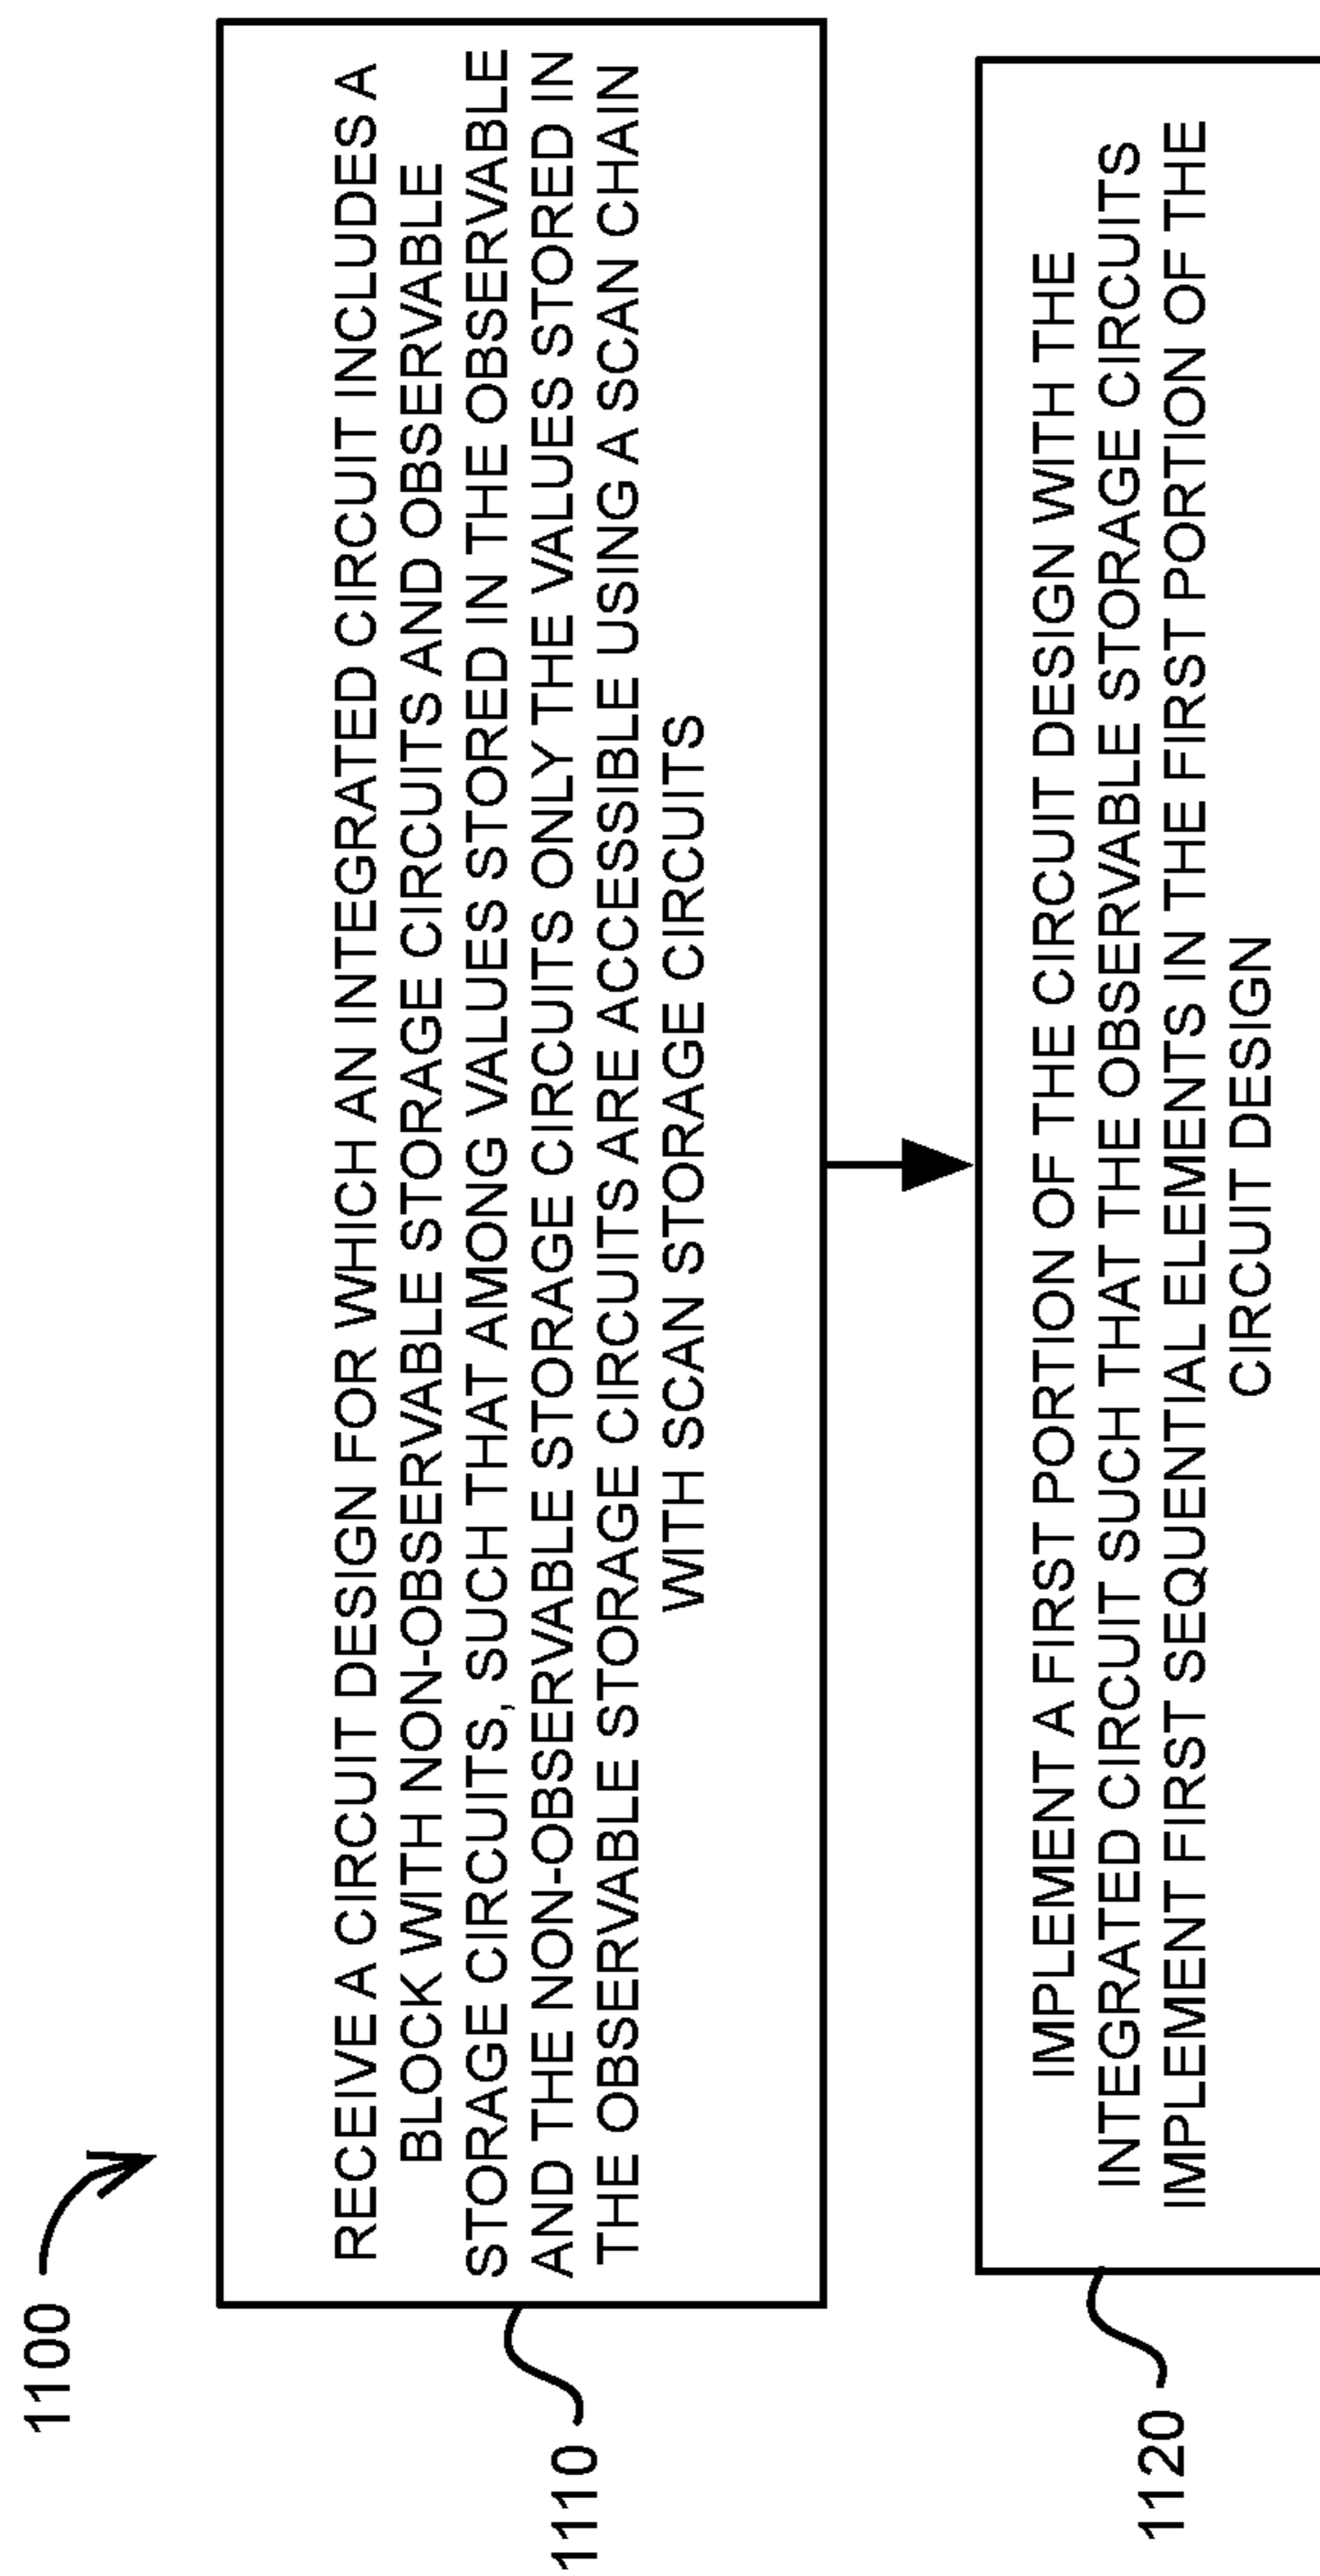 1100
RECEIVE A CIRCUIT DESIGN FOR WHICH AN INTEGRATED CIRCUIT INCLUDES A
BLOCK WITH NON-OBSERVABLE STORAGE CIRCUITS AND OBSERVABLE
STORAGE CIRCUITS, SUCH THAT AMONG VALUES STORED IN THE OBSERVABLE
AND THE NON-OBSERVABLE STORAGE CIRCUITS ONLY THE VALUES STORED IN
THE OBSERVABLE STORAGE CIRCUITS ARE ACCESSIBLE USING A SCAN CHAIN
WITH SCAN STORAGE CIRCUITS
1110
IMPLEMENT A FIRST PORTION OF THE CIRCUIT DESIGN WITH THE
INTEGRATED CIRCUIT SUCH THAT THE OBSERVABLE STORAGE CIRCUITS
IMPLEMENT FIRST SEQUENTIAL ELEMENTS IN THE FIRST PORTION OF THE
CIRCUIT DESIGN
1120